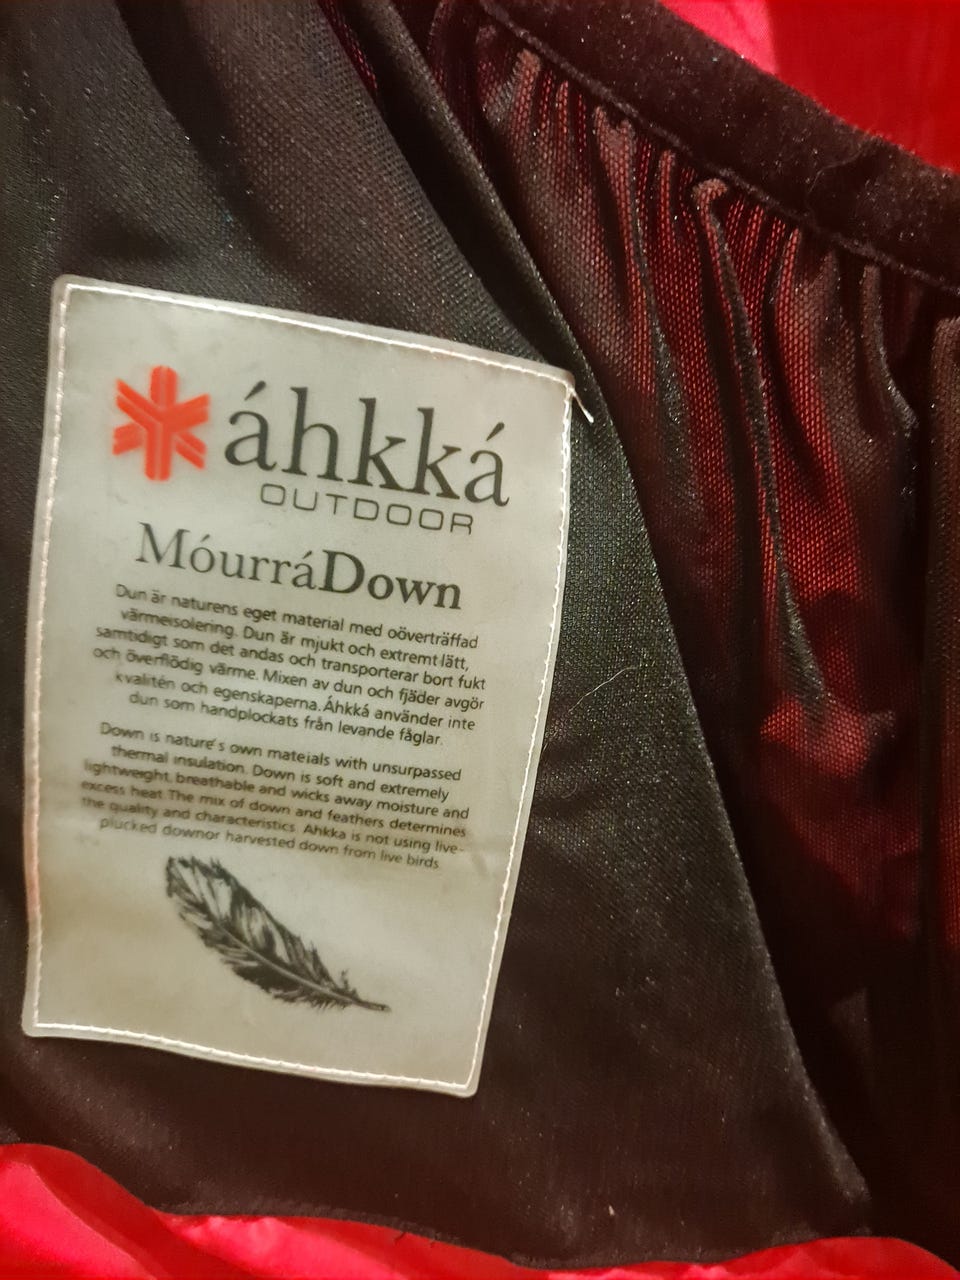 áhkká
OUTDOOR
MóurráDown
Dun är naturens eget material med oöverträffad
värmeisolering. Dun är mjukt och extremt lätt,
samtidigt som det andas och transporterar bort fukt
och överflödig värme. Mixen av dun och fjäder avgör
kvalitén och egenskaperna. Áhkká använder inte
dun som handplockats från levande fåglar.
Down is nature's own mateials with unsurpassed
thermal insulation. Down is soft and extremely
lightweight, breathable and wicks away moisture and
excess heat. The mix of down and feathers determines
the quality and characteristics. Ahkka is not using live-
plucked downor harvested down from live birds.